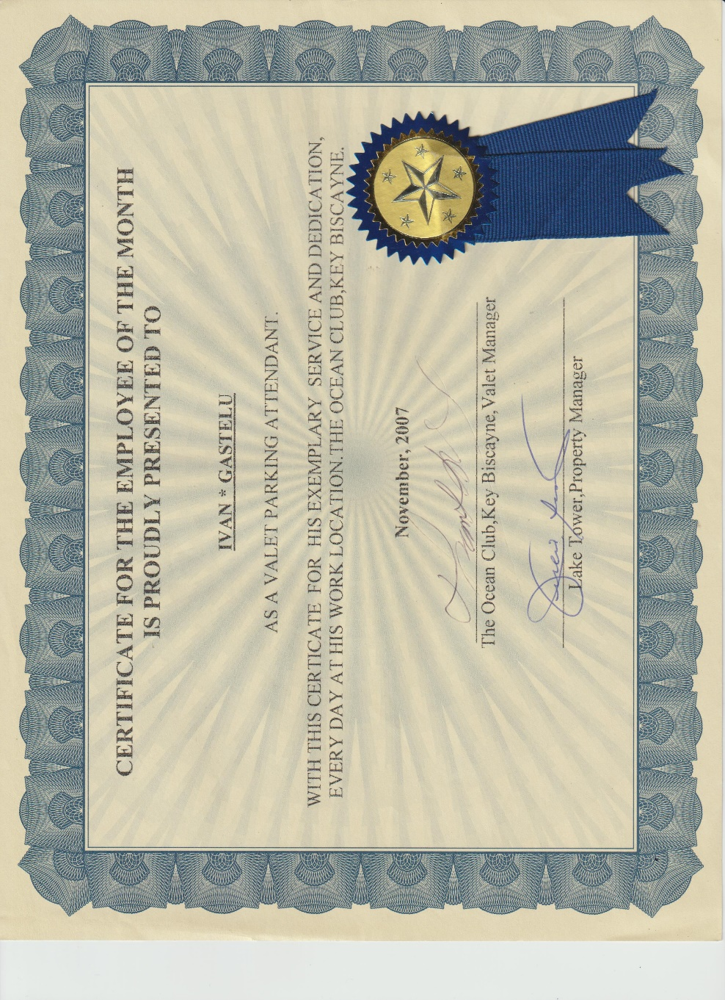 CERTIFICATE FOR THE EMPLOYEE OF THE MONTH
IS PROUDLY PRESENTED TO
IVAN * GASTELU
AS A VALET PARKING ATTENDANT.
WITH THIS CERTICATE FOR HIS EXEMPLARY SERVICE AND DEDICATION,
EVERY DAY AT HIS WORK LOCATION.THE OCEAN CLUB,KEY BISCAYNE.
November, 2007
The Ocean Club,Key Biscayne,Valet Manager
Lake Tower,Property Manager